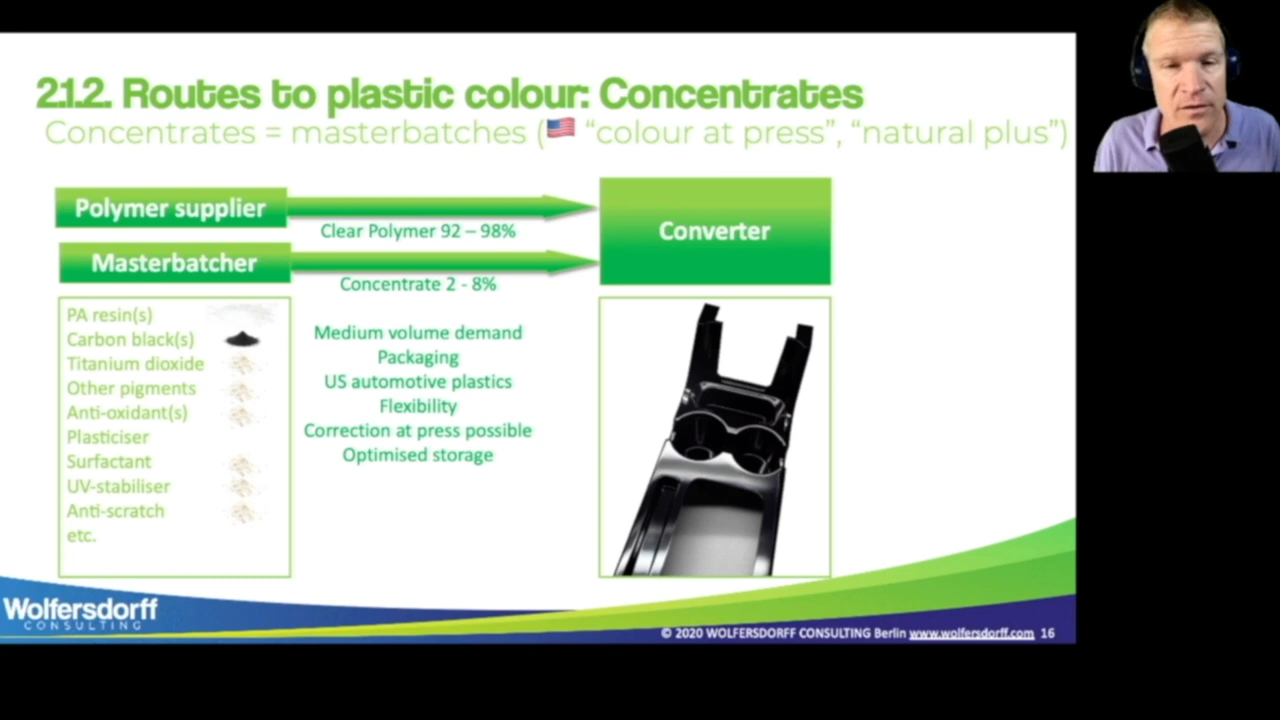 2.1.2. Routes to plastic colour: Concentrates
Concentrates = masterbatches (🇺🇸 “colour at press”, “natural plus”)
Polymer supplier
Clear Polymer 92 – 98%
Converter
Masterbatcher
Concentrate 2 - 8%
PA resin(s)
Carbon black(s)
Titanium dioxide
Other pigments
Anti-oxidant(s)
Plasticiser
Surfactant
UV-stabiliser
Anti-scratch
etc.
Medium volume demand
Packaging
US automotive plastics
Flexibility
Correction at press possible
Optimised storage
Wolfersdorff
CONSULTING
© 2020 WOLFERSDORFF CONSULTING Berlin www.wolfersdorff.com 16